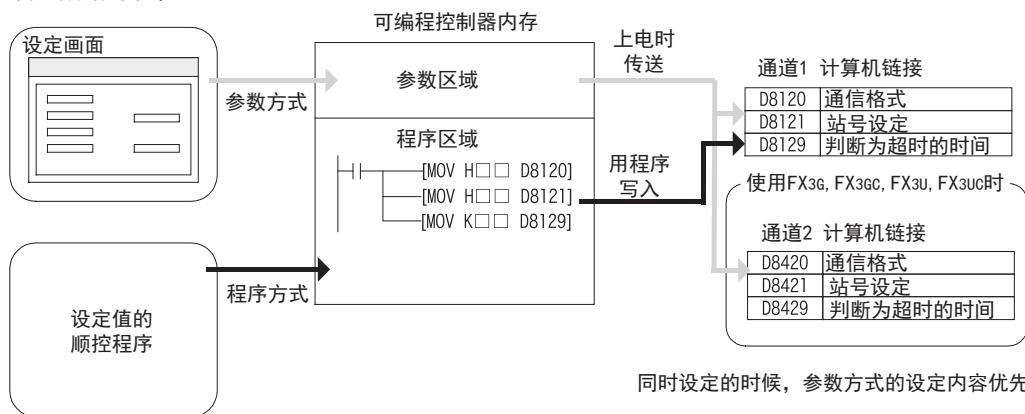 设定画面
参数方式
可编程控制器内存
参数区域
程序区域
[MOV H□□ D8120]
[MOV H□□ D8121]
[MOV K□□ D8129]
上电时
传送
用程序
写入
通道1 计算机链接
D8120 通信格式
D8121 站号设定
D8129 判断为超时的时间
使用FX3G, FX3GC, FX3U, FX3UC时
通道2 计算机链接
D8420 通信格式
D8421 站号设定
D8429 判断为超时的时间
程序方式
设定值的
顺控程序
同时设定的时候，参数方式的设定内容优先